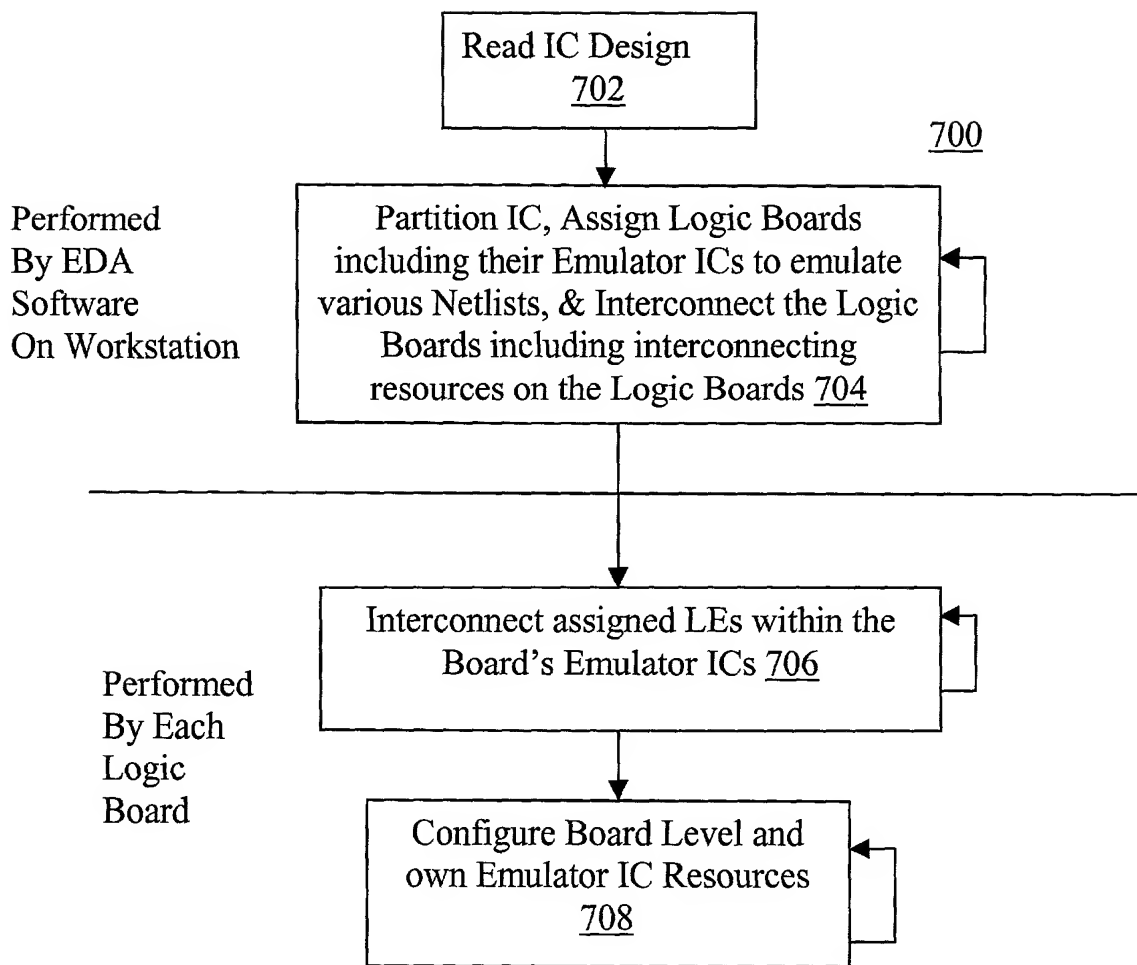 Read IC Design
702
700
Performed
By EDA
Software
On Workstation
Partition IC, Assign Logic Boards
including their Emulator ICs to emulate
various Netlists, & Interconnect the Logic
Boards including interconnecting
resources on the Logic Boards 704
Interconnect assigned LEs within the
Board's Emulator ICs 706
Performed
By Each
Logic
Board
Configure Board Level and
own Emulator IC Resources
708